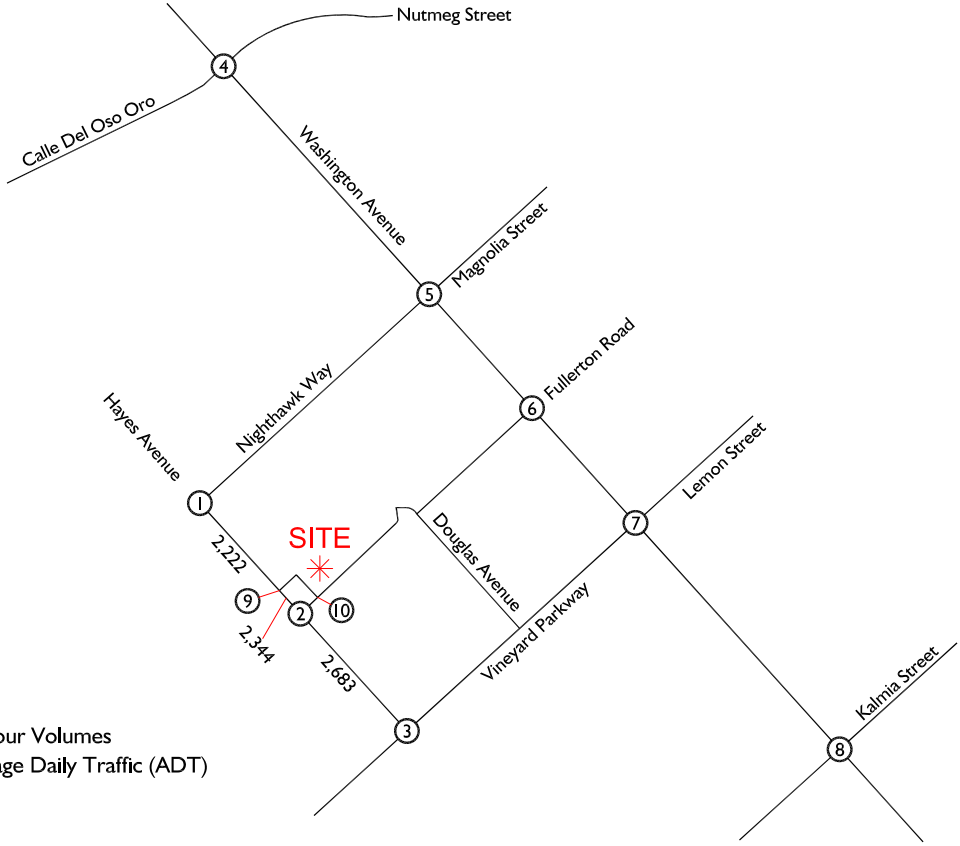 Nutmeg Street
4
Calle Del Oso Oro
Washington Avenue
Magnolia Street
5
Fullerton Road
6
Nighthawk Way
Hayes Avenue
Lemon Street
1
7
SITE
Douglas Avenue
2,222
9
2
10
2,344
Vineyard Parkway
2,683
3
Kalmia Street
8
our Volumes
age Daily Traffic (ADT)